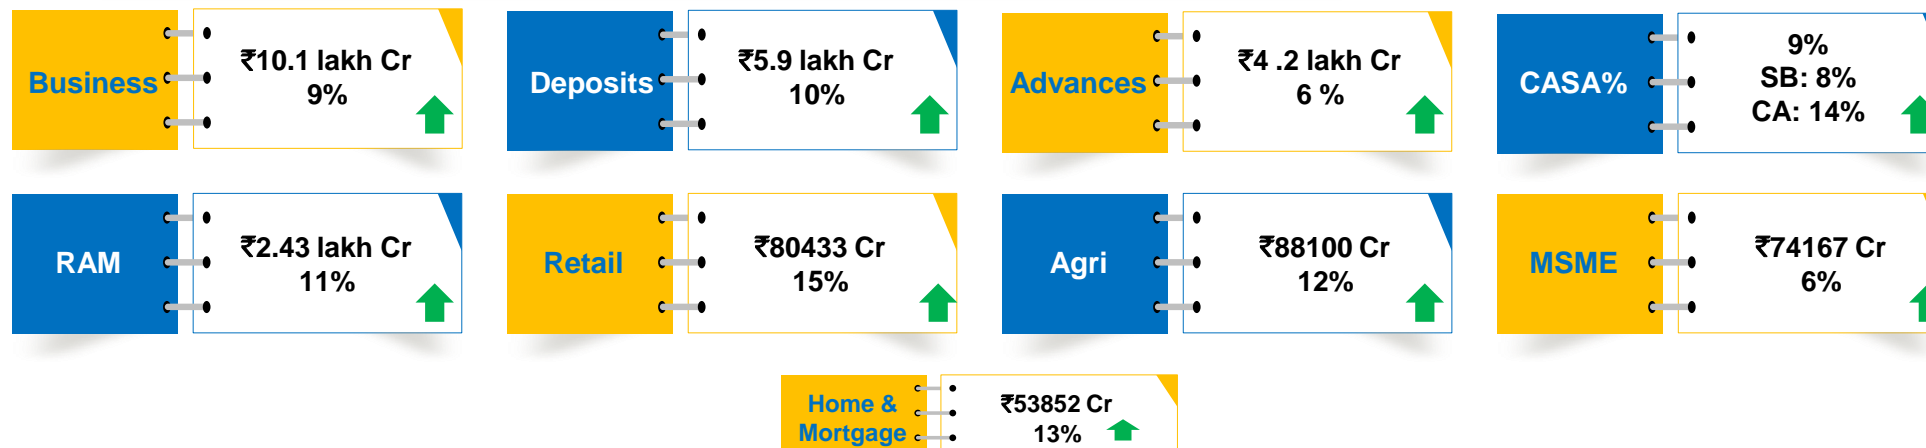 Business
₹10.1 lakh Cr
9%
Deposits
₹5.9 lakh Cr
10%
Advances
₹4 .2 lakh Cr
6 %
CASA%
9%
SB: 8%
CA: 14%
RAM
₹2.43 lakh Cr
11%
Retail
₹80433 Cr
15%
Agri
₹88100 Cr
12%
MSME
₹74167 Cr
6%
Home &
Mortgage
₹53852 Cr
13%